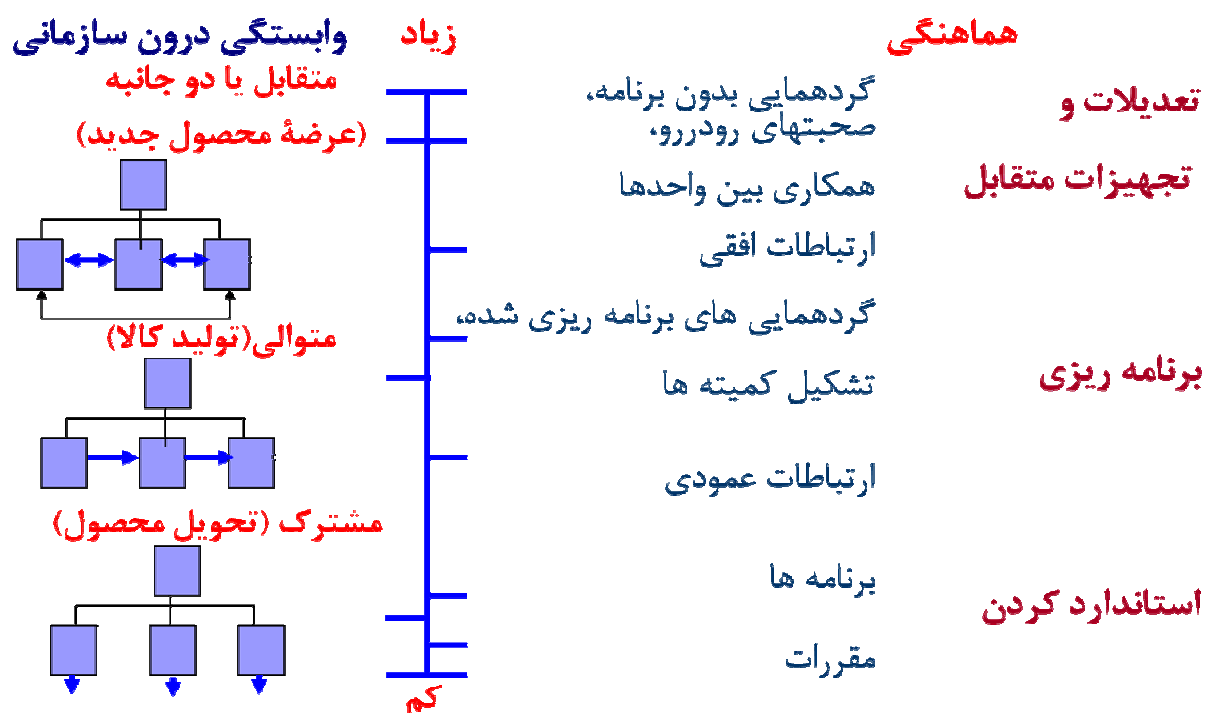 هماهنگی
زیاد
وابستگی درون سازمانی
تعدیلات و
تجهیزات متقابل
گردهمایی بدون برنامه،
صحبتهای رودررو،
همکاری بین واحدها
ارتباطات افقی
متقابل یا دو جانبه
(عرضهٔ محصول جدید)
برنامه ریزی
گردهمایی های برنامه ریزی شده،
تشکیل کمیته ها
ارتباطات عمودی
متوالی(تولید کالا)
استاندارد کردن
برنامه ها
مقررات
مشترک (تحویل محصول)
کم